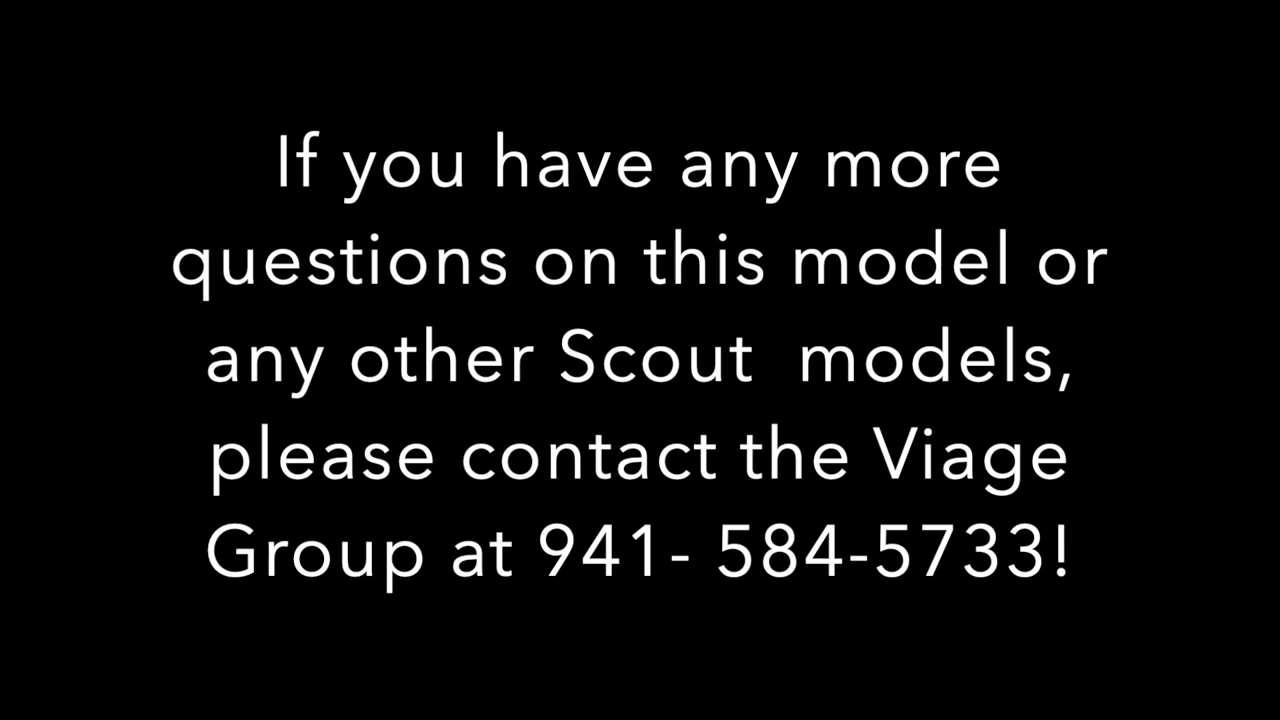 If you have any more
questions on this model or
any other Scout  models,
please contact the Viage
Group at 941- 584-5733!